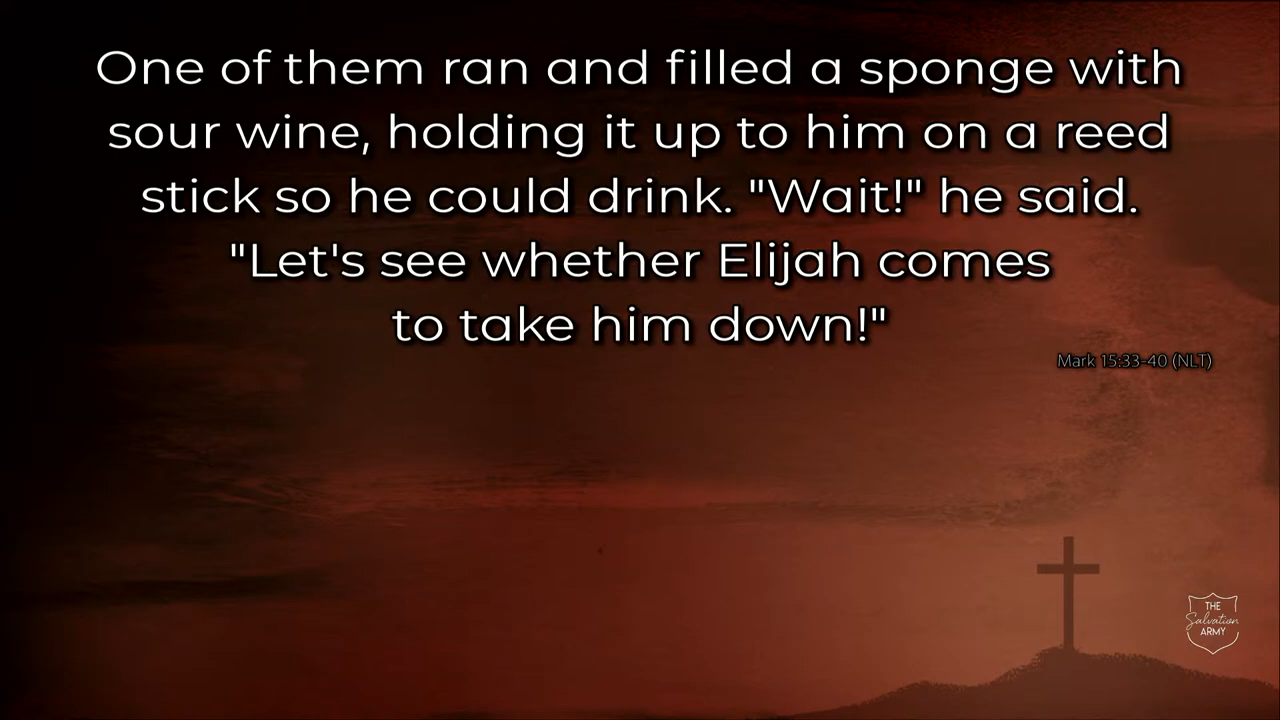 One of them ran and filled a sponge with
sour wine, holding it up to him on a reed
stick so he could drink. "Wait!" he said.
"Let's see whether Elijah comes
to take him down!"
Mark 15:33-40 (NLT)
THE
Salvation
ARMY